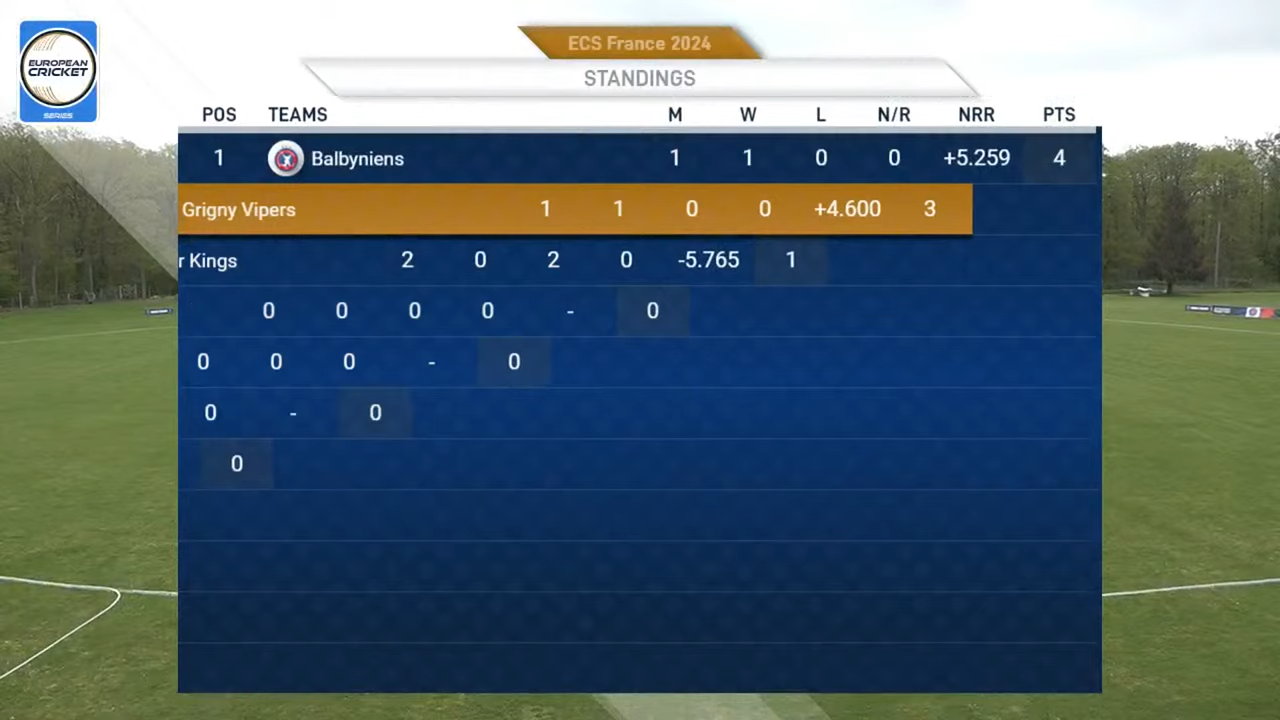 EUROPEAN
CRICKET
SERIES
ECS France 2024
STANDINGS
POS TEAMS M W L N/R NRR PTS
1 Balbyniens 1 1 0 0 +5.259 4
Grigny Vipers 1 1 0 0 +4.600 3
r Kings 2 0 2 0 -5.765 1
0 0 0 0 - 0
0 0 0 - 0
0 - 0
0